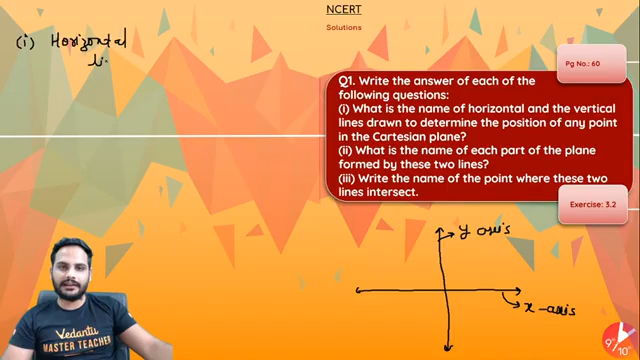 NCERT
Solutions
(i) Horizontal
li
Pg No.: 60
Q1. Write the answer of each of the
following questions:
(i) What is the name of horizontal and the vertical
lines drawn to determine the position of any point
in the Cartesian plane?
(ii) What is the name of each part of the plane
formed by these two lines?
(iii) Write the name of the point where these two
lines intersect.
Exercise: 3.2
y axis
x-axis
Vedantu
MASTER TEACHER
9 10